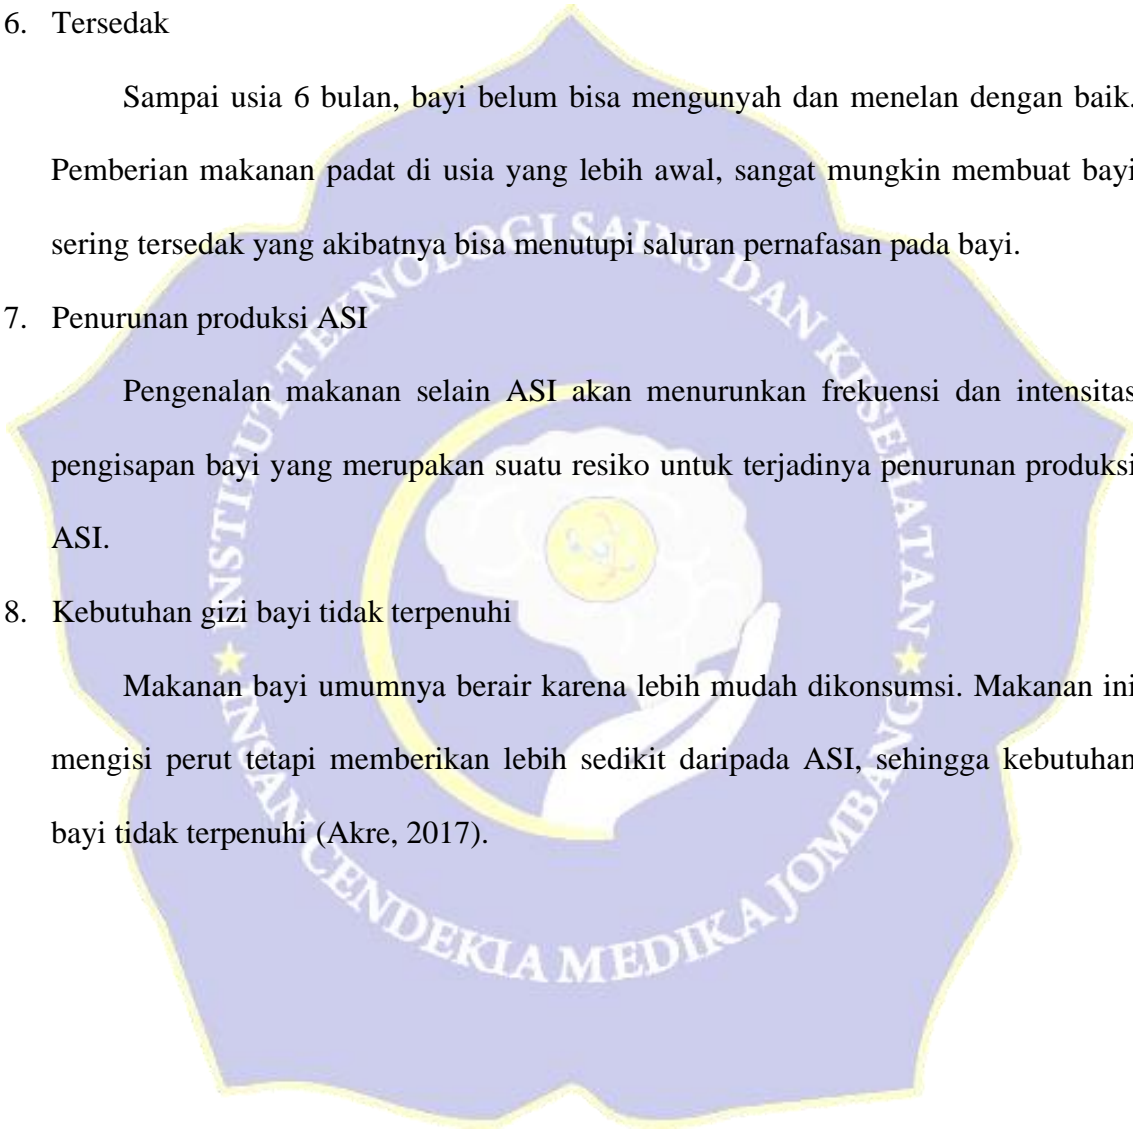 6. Tersedak
Sampai usia 6 bulan, bayi belum bisa mengunyah dan menelan dengan baik.
Pemberian makanan padat di usia yang lebih awal, sangat mungkin membuat bayi
sering tersedak yang akibatnya bisa menutupi saluran pernafasan pada bayi.
7. Penurunan produksi ASI
Pengenalan makanan selain ASI akan menurunkan frekuensi dan intensitas
pengisapan bayi yang merupakan suatu resiko untuk terjadinya penurunan produksi
ASI.
8. Kebutuhan gizi bayi tidak terpenuhi
Makanan bayi umumnya berair karena lebih mudah dikonsumsi. Makanan ini
mengisi perut tetapi memberikan lebih sedikit daripada ASI, sehingga kebutuhan
bayi tidak terpenuhi (Akre, 2017).
INSTITUT TEKNOLOGI SAINS DAN KESEHATAN
INSAN CENDEKIA MEDIKA JOMBANG